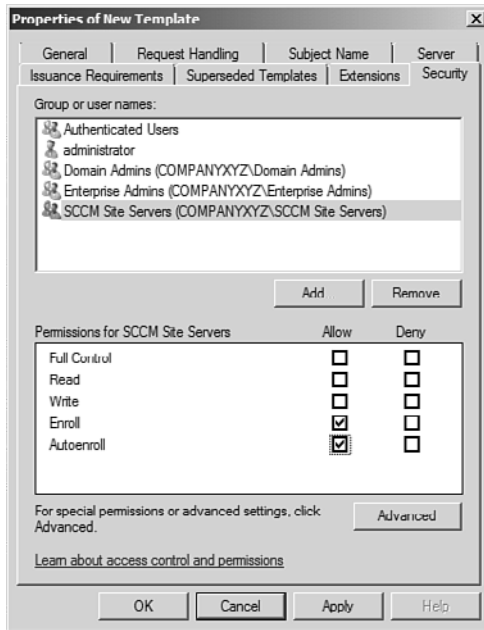 Properties of New Template
General Request Handling Subject Name Server
Issuance Requirements Superseded Templates Extensions Security
Group or user names:
Authenticated Users
administrator
Domain Admins (COMPANYXYZ\Domain Admins)
Enterprise Admins (COMPANYXYZ\Enterprise Admins)
SCCM Site Servers (COMPANYXYZ\SCCM Site Servers)
Add Remove
Permissions for SCCM Site Servers Allow Deny
Full Control
Read
Write
Enroll
Autoenroll
For special permissions or advanced settings, click
Advanced.
Advanced
Learn about access control and permissions
OK Cancel Apply Help